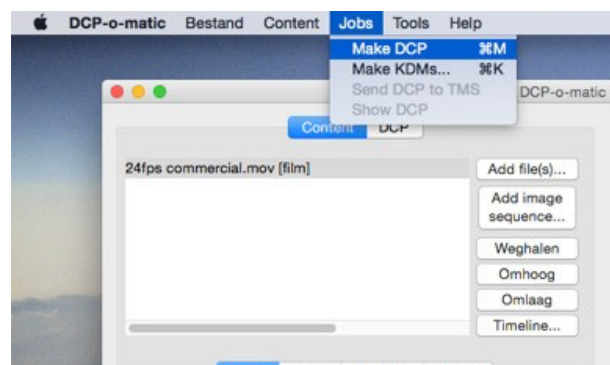 DCP-o-matic Bestand Content Jobs Tools Help
Make DCP ⌘M
Make KDMs... ⌘K
Send DCP to TMS
Show DCP
DCP-o-matic
Content DCP
24fps commercial.mov [film]
Add file(s)...
Add image
sequence...
Weghalen
Omhoog
Omlaag
Timeline...